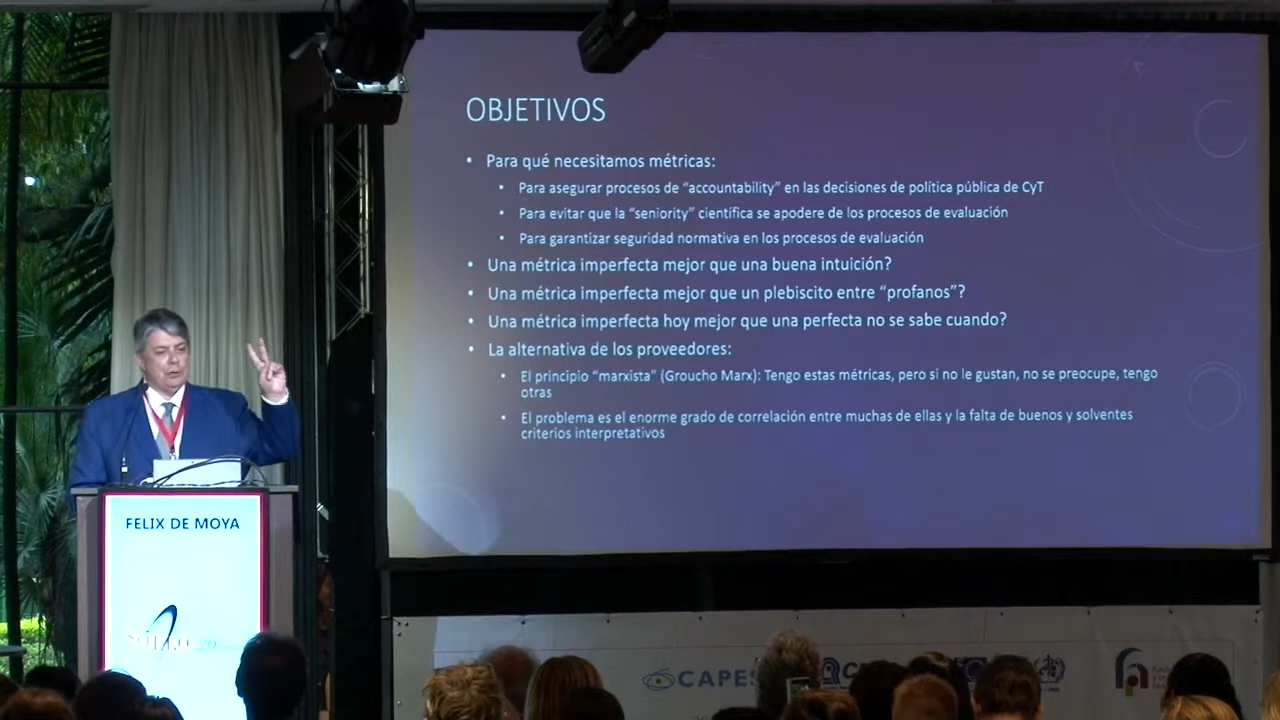 OBJETIVOS
• Para qué necesitamos métricas:
• Para asegurar procesos de “accountability” en las decisiones de política pública de CyT
• Para evitar que la “seniority” científica se apodere de los procesos de evaluación
• Para garantizar seguridad normativa en los procesos de evaluación
• Una métrica imperfecta mejor que una buena intuición?
• Una métrica imperfecta mejor que un plebiscito entre “profanos”?
• Una métrica imperfecta hoy mejor que una perfecta no se sabe cuando?
• La alternativa de los proveedores:
• El principio “marxista” (Groucho Marx): Tengo estas métricas, pero si no le gustan, no se preocupe, tengo
otras
• El problema es el enorme grado de correlación entre muchas de ellas y la falta de buenos y solventes
criterios interpretativos
FELIX DE MOYA
SciELO 20
CAPES